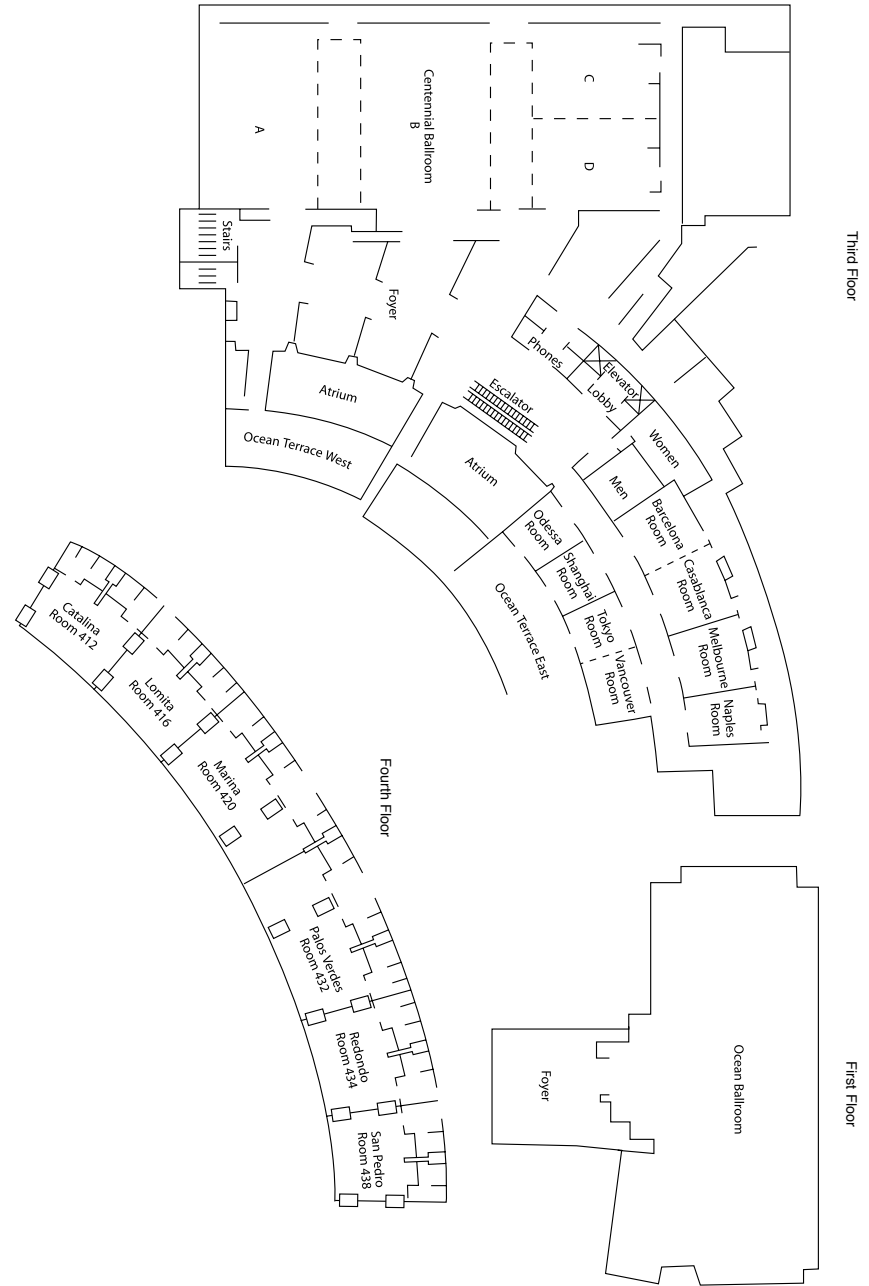 Third Floor
C
Centennial Ballroom
B
A
D
Stairs
Foyer
Phones
Elevator
Lobby
Escalator
Atrium
Women
Ocean Terrace West
Atrium
Men
Barcelona
Room
Odessa
Room
Casablanca
Room
Shanghai
Room
Ocean Terrace East
Tokyo
Room
Melbourne
Room
Vancouver
Room
Naples
Room
Fourth Floor
Catalina
Room 412
Lomita
Room 416
Marina
Room 420
Palos Verdes
Room 432
Redondo
Room 434
San Pedro
Room 438
First Floor
Ocean Ballroom
Foyer